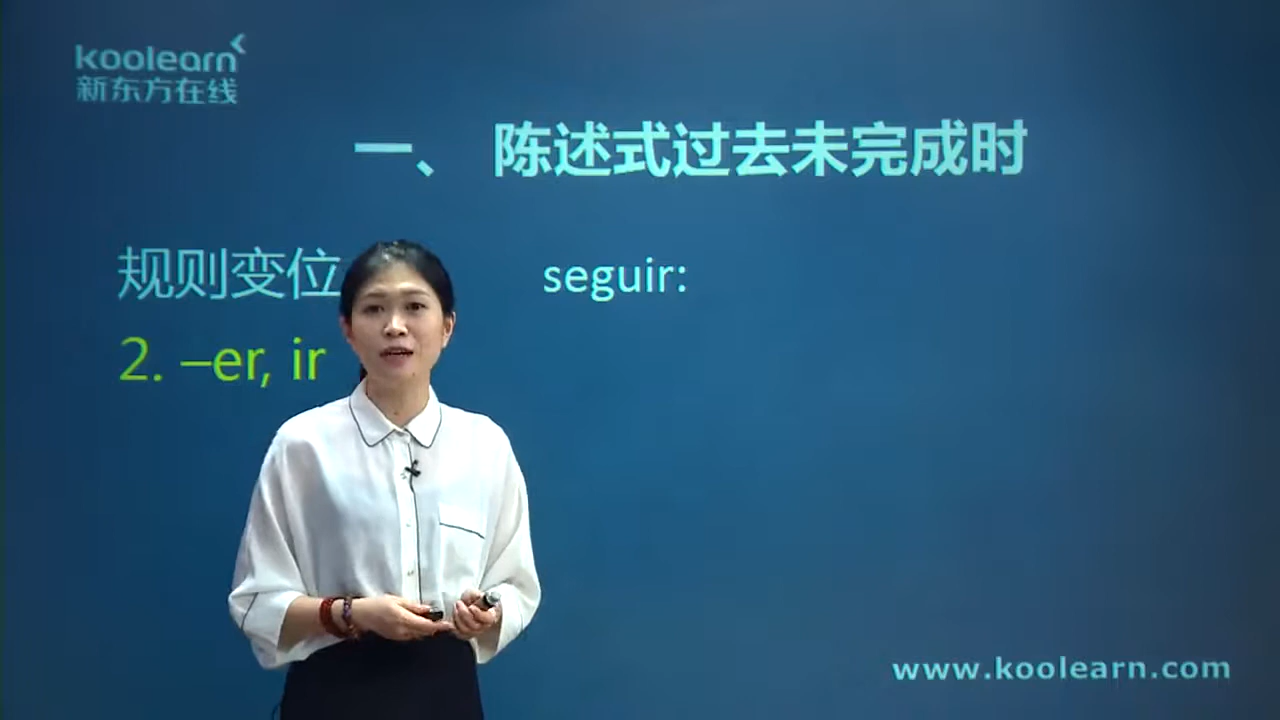 koolearn
新东方在线
一、 陈述式过去未完成时
规则变位
seguir:
2. –er, ir
www.koolearn.com